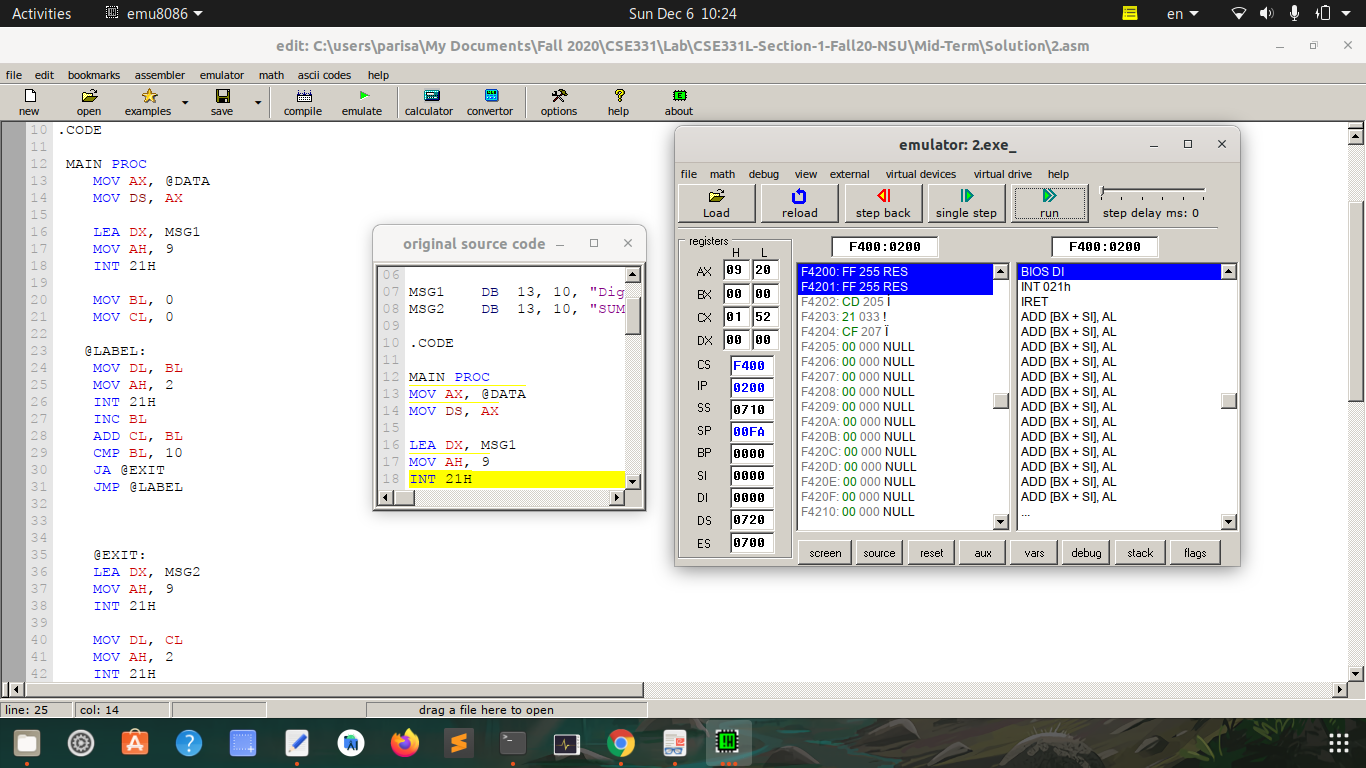 Activities emu8086 Sun Dec 6 10:24 en
edit: C:\users\parisa\My Documents\Fall 2020\CSE331\Lab\CSE331L-Section-1-Fall20-NSU\Mid-Term\Solution\2.asm
file edit bookmarks assembler emulator math ascii codes help
new open examples save compile emulate calculator convertor options help about
10 .CODE
11
12 MAIN PROC
13 MOV AX, @DATA
14 MOV DS, AX
15
16 LEA DX, MSG1
17 MOV AH, 9
18 INT 21H
19
20 MOV BL, 0
21 MOV CL, 0
22
23 @LABEL:
24 MOV DL, BL
25 MOV AH, 2
26 INT 21H
27 INC BL
28 ADD CL, BL
29 CMP BL, 10
30 JA @EXIT
31 JMP @LABEL
32
33
34
35 @EXIT:
36 LEA DX, MSG2
37 MOV AH, 9
38 INT 21H
39
40 MOV DL, CL
41 MOV AH, 2
42 INT 21H
original source code
06
07 MSG1 DB 13, 10, "Dig
08 MSG2 DB 13, 10, "SUM
09
10 .CODE
11
12 MAIN PROC
13 MOV AX, @DATA
14 MOV DS, AX
15
16 LEA DX, MSG1
17 MOV AH, 9
18 INT 21H
emulator: 2.exe_
file math debug view external virtual devices virtual drive help
Load reload step back single step run step delay ms: 0
registers
H L
AX 09 20
BX 00 00
CX 01 52
DX 00 00
CS F400
IP 0200
SS 0710
SP 00FA
BP 0000
SI 0000
DI 0000
DS 0720
ES 0700
F400:0200
F4200: FF 255 RES
F4201: FF 255 RES
F4202: CD 205 Í
F4203: 21 033 !
F4204: CF 207 Ï
F4205: 00 000 NULL
F4206: 00 000 NULL
F4207: 00 000 NULL
F4208: 00 000 NULL
F4209: 00 000 NULL
F420A: 00 000 NULL
F420B: 00 000 NULL
F420C: 00 000 NULL
F420D: 00 000 NULL
F420E: 00 000 NULL
F420F: 00 000 NULL
F4210: 00 000 NULL
F400:0200
BIOS DI
INT 021h
IRET
ADD [BX + SI], AL
ADD [BX + SI], AL
ADD [BX + SI], AL
ADD [BX + SI], AL
ADD [BX + SI], AL
ADD [BX + SI], AL
ADD [BX + SI], AL
ADD [BX + SI], AL
ADD [BX + SI], AL
ADD [BX + SI], AL
ADD [BX + SI], AL
ADD [BX + SI], AL
ADD [BX + SI], AL
...
screen source reset aux vars debug stack flags
line: 25 col: 14 drag a file here to open